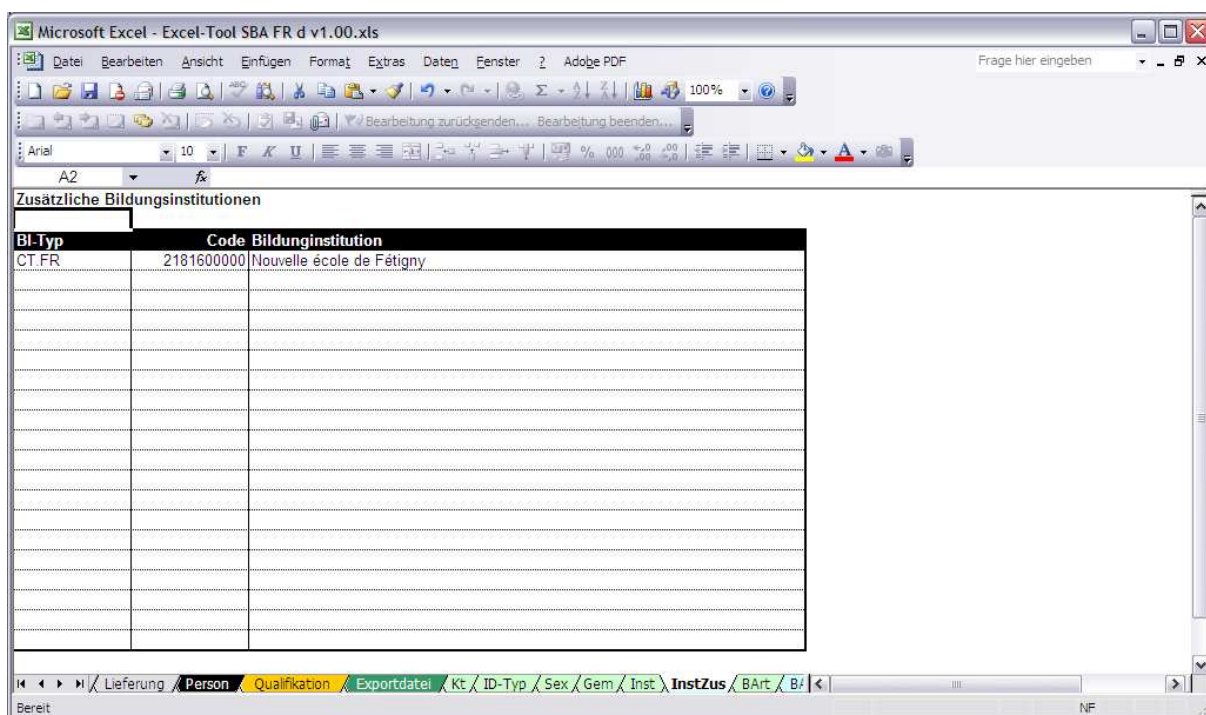 Microsoft Excel - Excel-Tool SBA FR d v1.00.xls
Datei Bearbeiten Ansicht Einfügen Format Extras Daten Fenster ? Adobe PDF Frage hier eingeben
100%
Bearbeitung zurücksenden... Bearbeitung beenden...
Arial 10 F K U % 000
A2 fx
Zusätzliche Bildungsinstitutionen
BI-Typ Code Bildunginstitution
CT.FR 2181600000 Nouvelle école de Fétigny
Lieferung Person Qualifikation Exportdatei Kt ID-Typ Sex Gem Inst InstZus BArt
Bereit NF